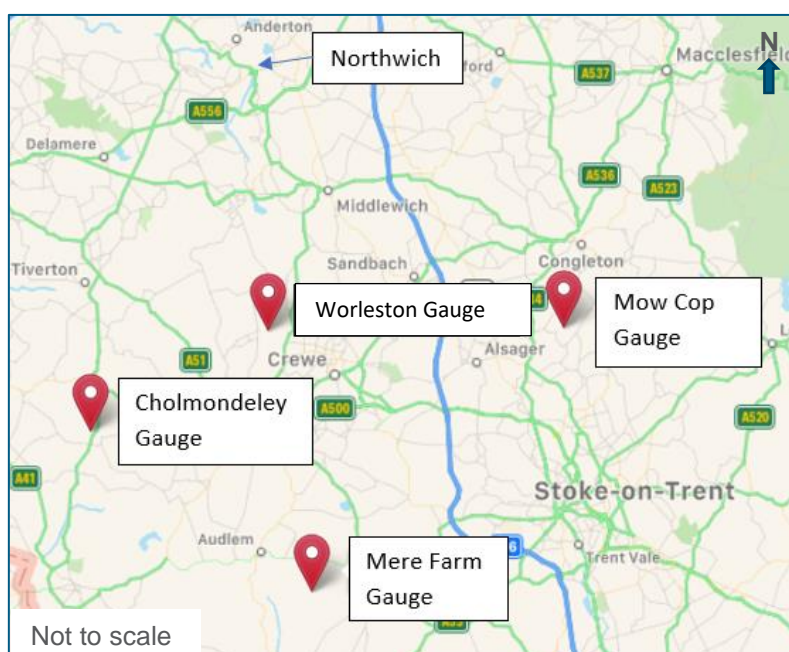 Anderton
Northwich
ford
A537
Macclesfield
N
A556
Delamere
A536
A523
Middlewich
Tiverton
Sandbach
Congleton
Worleston Gauge
Mow Cop
Gauge
A51
Crewe
Alsager
Cholmondeley
Gauge
A500
A520
A41
Stoke-on-Trent
Audlem
Trent Vale
Mere Farm
Gauge
Not to scale